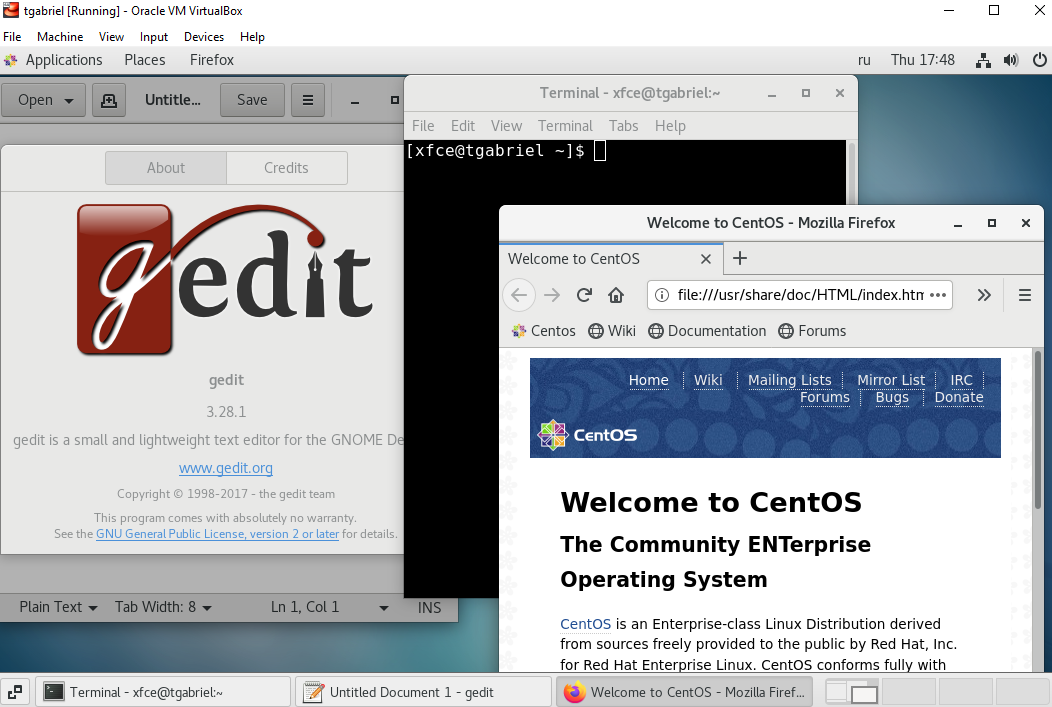 tgabriel [Running] - Oracle VM VirtualBox
File Machine View Input Devices Help
Applications Places Firefox ru Thu 17:48
Open Untitle... Save
About Credits
gedit
gedit
3.28.1
gedit is a small and lightweight text editor for the GNOME De
www.gedit.org
Copyright © 1998-2017 - the gedit team
This program comes with absolutely no warranty.
See the GNU General Public License, version 2 or later for details.
Plain Text Tab Width: 8 Ln 1, Col 1 INS
Terminal - xfce@tgabriel:~
File Edit View Terminal Tabs Help
[xfce@tgabriel ~]$
Welcome to CentOS - Mozilla Firefox
Welcome to CentOS
file:///usr/share/doc/HTML/index.htm
Centos Wiki Documentation Forums
Home Wiki Mailing Lists Mirror List IRC
Forums Bugs Donate
CentOS
Welcome to CentOS
The Community ENTerprise
Operating System
CentOS is an Enterprise-class Linux Distribution derived
from sources freely provided to the public by Red Hat, Inc.
for Red Hat Enterprise Linux. CentOS conforms fully with
Terminal - xfce@tgabriel:~ Untitled Document 1 - gedit Welcome to CentOS - Mozilla Firef...